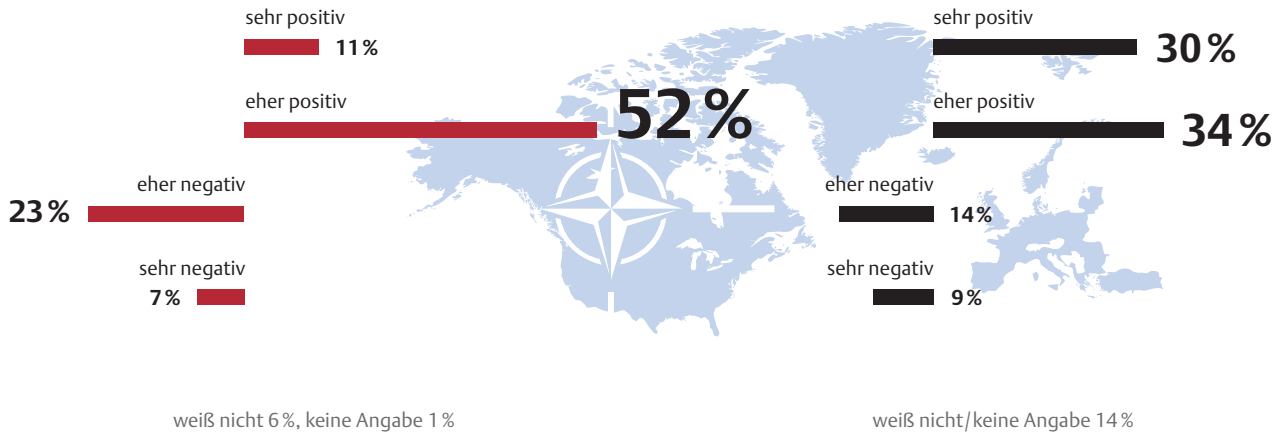 sehr positiv
11 %
eher positiv
52 %
eher negativ
23 %
sehr negativ
7 %
weiß nicht 6 %, keine Angabe 1 %
sehr positiv
30 %
eher positiv
34 %
eher negativ
14 %
sehr negativ
9 %
weiß nicht/keine Angabe 14 %